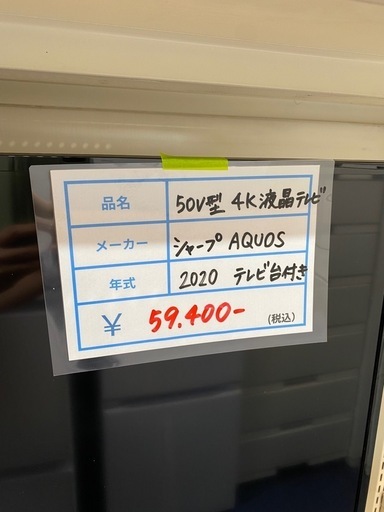 品名 50V型 4K液晶テレビ
メーカー シャープ AQUOS
年式 2020 テレビ台付き
¥ 59.400- (税込)